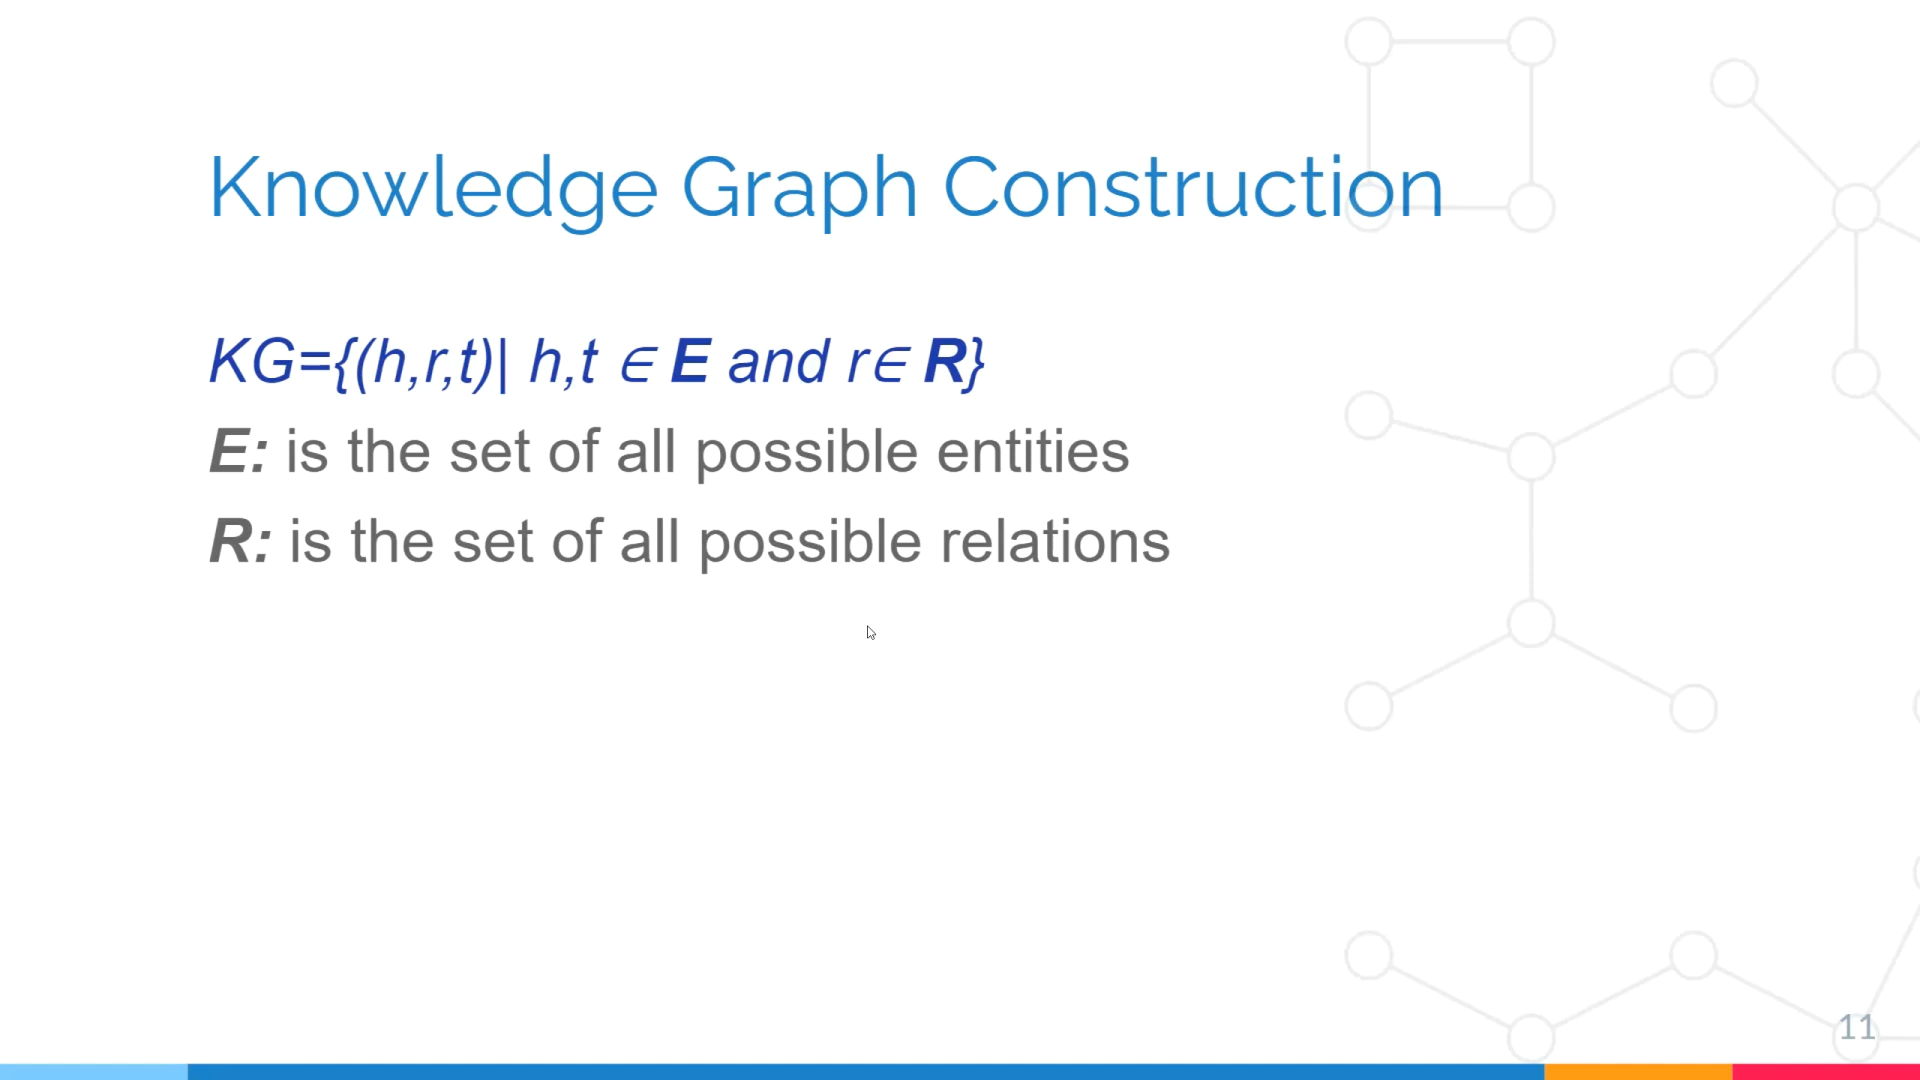 Knowledge Graph Construction
KG={(h,r,t)| h,t ∈ E and r∈ R}
E: is the set of all possible entities
R: is the set of all possible relations
11